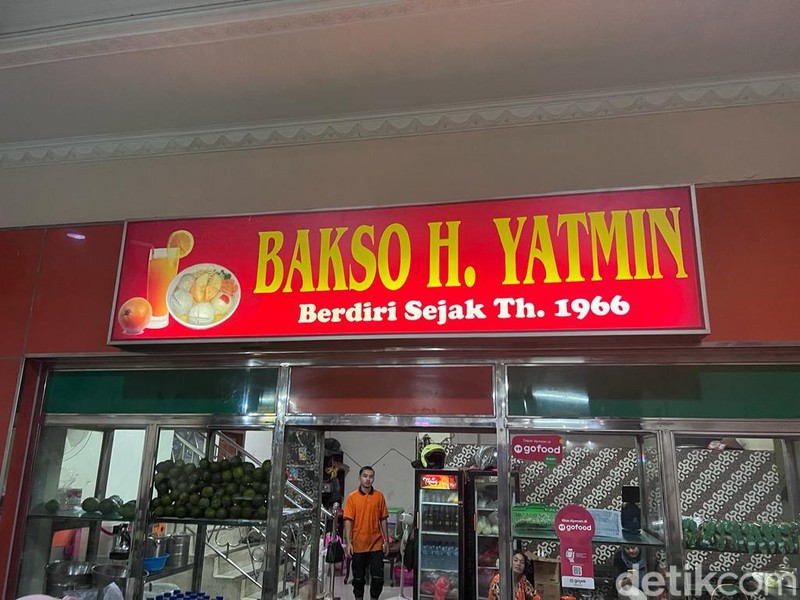 BAKSO H. YATMIN
Berdiri Sejak Th. 1966
gofood
gofood
detikcom